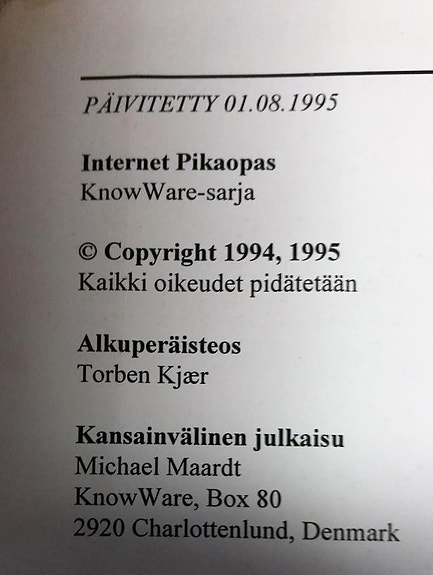 PÄIVITETTY 01.08.1995
Internet Pikaopas
KnowWare-sarja
© Copyright 1994, 1995
Kaikki oikeudet pidätetään
Alkuperäisteos
Torben Kjær
Kansainvälinen julkaisu
Michael Maardt
KnowWare, Box 80
2920 Charlottenlund, Denmark